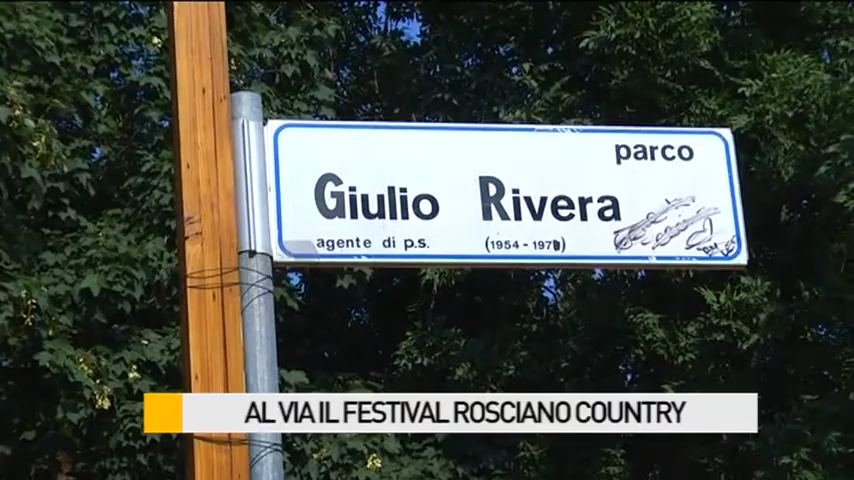 parco
Giulio Rivera
agente di p.s. (1954 - 1978)
AL VIA IL FESTIVAL ROSCIANO COUNTRY